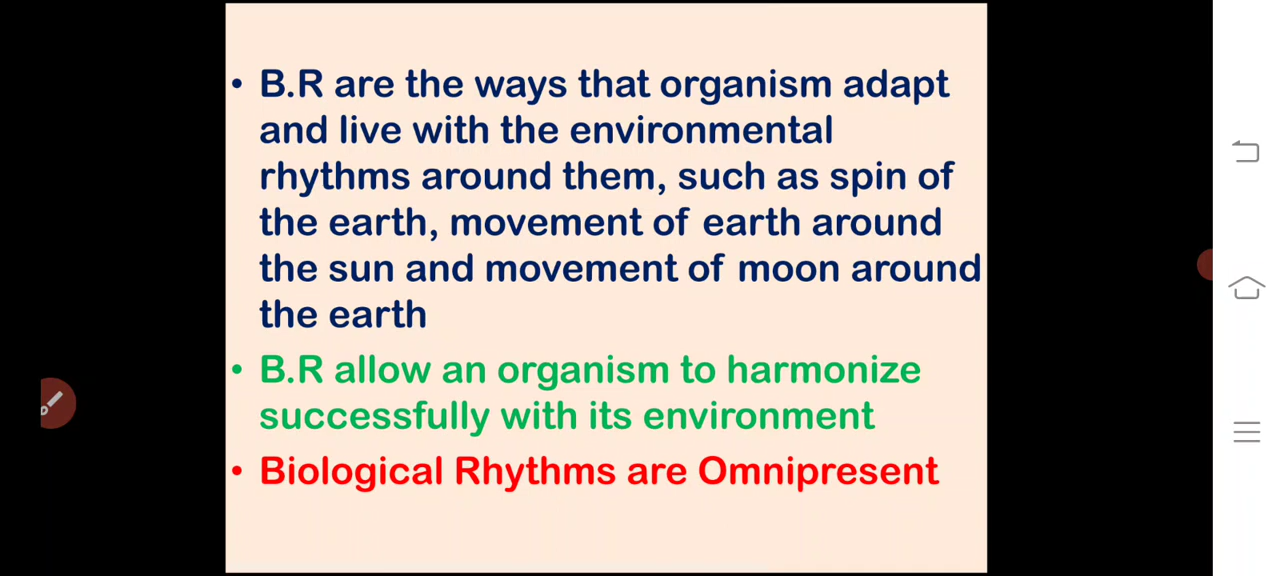 • B.R are the ways that organism adapt
and live with the environmental
rhythms around them, such as spin of
the earth, movement of earth around
the sun and movement of moon around
the earth
• B.R allow an organism to harmonize
successfully with its environment
• Biological Rhythms are Omnipresent